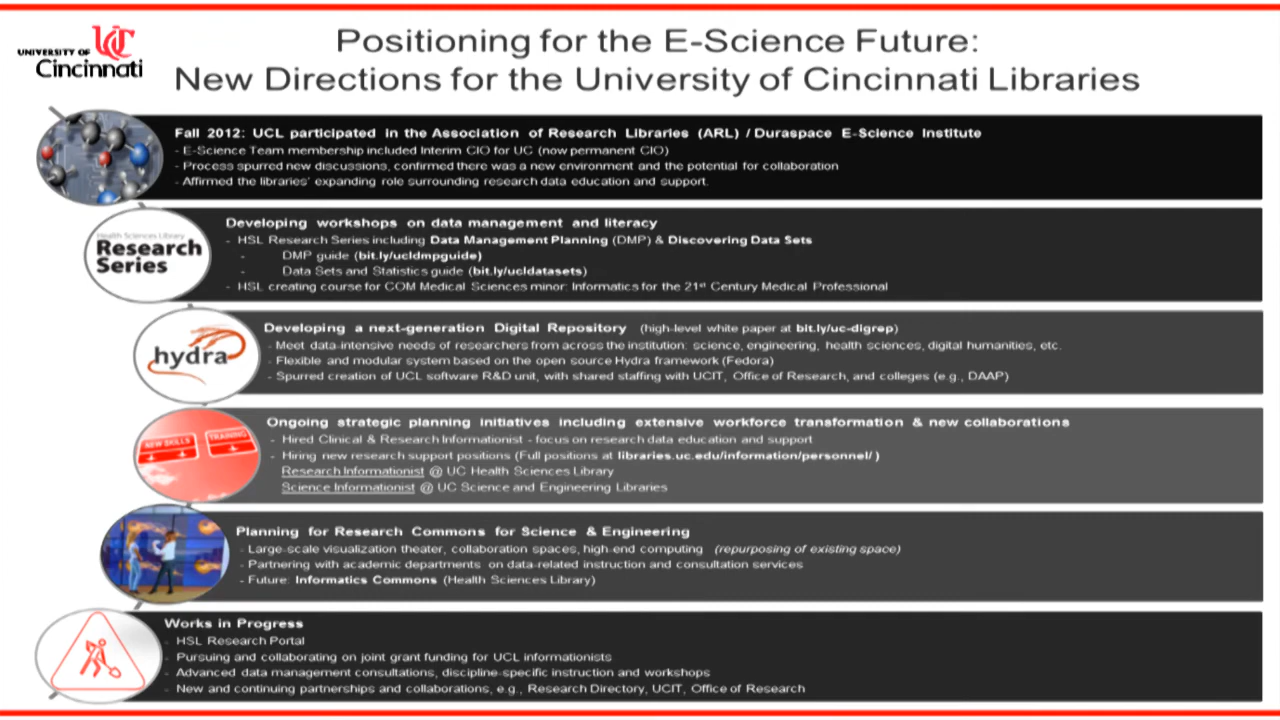 UNIVERSITY OF
UC
Cincinnati
Positioning for the E-Science Future:
New Directions for the University of Cincinnati Libraries
Fall 2012: UCL participated in the Association of Research Libraries (ARL) / Duraspace E-Science Institute
- E-Science Team membership included Interim CIO for UC (now permanent CIO)
- Process spurred new discussions, confirmed there was a new environment and the potential for collaboration
- Affirmed the libraries' expanding role surrounding research data education and support.
Health Sciences Library
Research
Series
Developing workshops on data management and literacy
- HSL Research Series including Data Management Planning (DMP) & Discovering Data Sets
- DMP guide (bit.ly/ucldmpguide)
- Data Sets and Statistics guide (bit.ly/ucldatasets)
- HSL creating course for COM Medical Sciences minor: Informatics for the 21st Century Medical Professional
hydra
Developing a next-generation Digital Repository (high-level white paper at bit.ly/uc-digrep)
- Meet data-intensive needs of researchers from across the institution: science, engineering, health sciences, digital humanities, etc.
- Flexible and modular system based on the open source Hydra framework (Fedora)
- Spurred creation of UCL software R&D unit, with shared staffing with UCIT, Office of Research, and colleges (e.g., DAAP)
NEW SKILLS
TRAINING
Ongoing strategic planning initiatives including extensive workforce transformation & new collaborations
- Hired Clinical & Research Informationist - focus on research data education and support
- Hiring new research support positions (Full positions at libraries.uc.edu/information/personnel/ )
Research Informationist @ UC Health Sciences Library
Science Informationist @ UC Science and Engineering Libraries
Planning for Research Commons for Science & Engineering
- Large-scale visualization theater, collaboration spaces, high-end computing (repurposing of existing space)
- Partnering with academic departments on data-related instruction and consultation services
- Future: Informatics Commons (Health Sciences Library)
Works in Progress
- HSL Research Portal
- Pursuing and collaborating on joint grant funding for UCL informationists
- Advanced data management consultations, discipline-specific instruction and workshops
- New and continuing partnerships and collaborations, e.g., Research Directory, UCIT, Office of Research